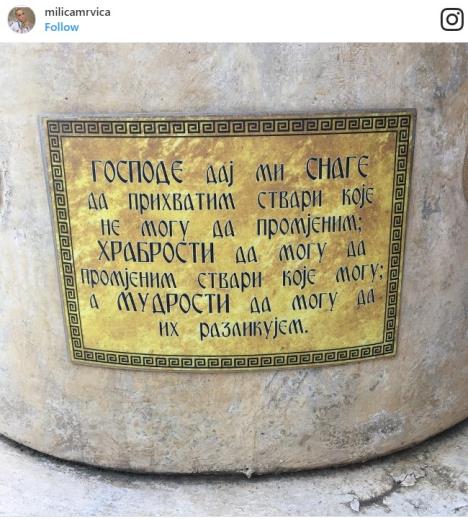 milicamrvica
Follow
ГОСПОДЕ дај ми СНАГЕ
да прихватим ствари које
не могу да промјеним;
ХРАБРОСТИ да могу да
промјеним ствари које могу;
а МУДРОСТИ да могу да
их разликујем.